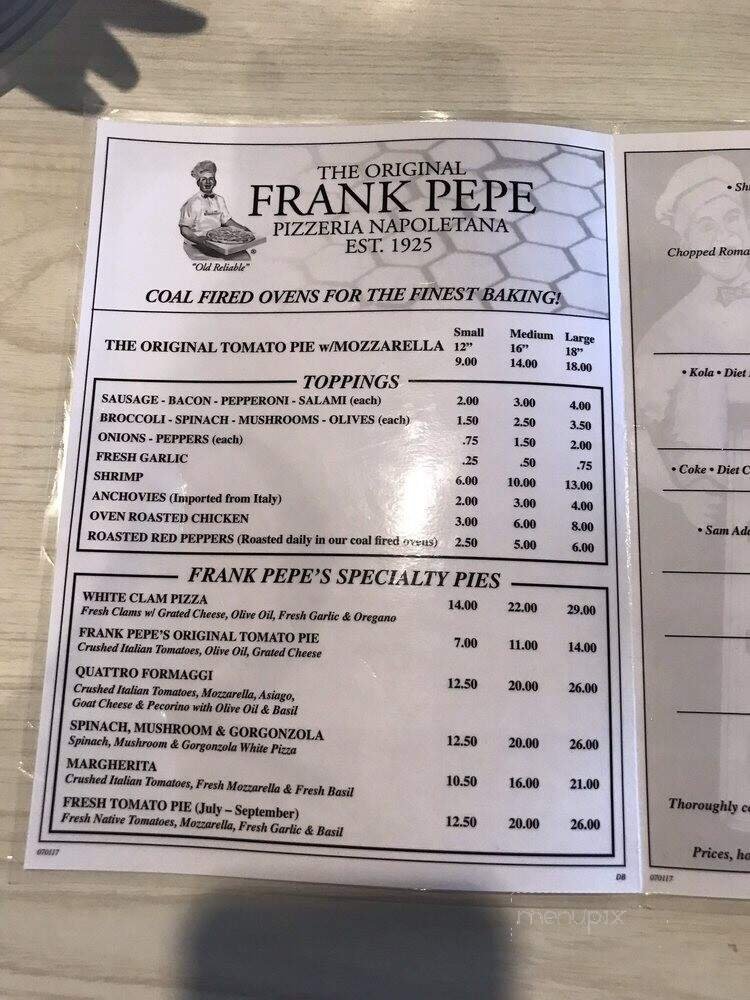 THE ORIGINAL
FRANK PEPE
PIZZERIA NAPOLETANA
EST. 1925
"Old Reliable"
COAL FIRED OVENS FOR THE FINEST BAKING!
Small Medium Large
THE ORIGINAL TOMATO PIE w/MOZZARELLA 12" 16" 18"
9.00 14.00 18.00
TOPPINGS
SAUSAGE - BACON - PEPPERONI - SALAMI (each) 2.00 3.00 4.00
BROCCOLI - SPINACH - MUSHROOMS - OLIVES (each) 1.50 2.50 3.50
ONIONS - PEPPERS (each) .75 1.50 2.00
FRESH GARLIC .25 .50 .75
SHRIMP 6.00 10.00 13.00
ANCHOVIES (Imported from Italy) 2.00 3.00 4.00
OVEN ROASTED CHICKEN 3.00 6.00 8.00
ROASTED RED PEPPERS (Roasted daily in our coal fired ovens) 2.50 5.00 6.00
FRANK PEPE'S SPECIALTY PIES
WHITE CLAM PIZZA 14.00 22.00 29.00
Fresh Clams w/ Grated Cheese, Olive Oil, Fresh Garlic & Oregano
FRANK PEPE'S ORIGINAL TOMATO PIE 7.00 11.00 14.00
Crushed Italian Tomatoes, Olive Oil, Grated Cheese
QUATTRO FORMAGGI 12.50 20.00 26.00
Crushed Italian Tomatoes, Mozzarella, Asiago,
Goat Cheese & Pecorino with Olive Oil & Basil
SPINACH, MUSHROOM & GORGONZOLA 12.50 20.00 26.00
Spinach, Mushroom & Gorgonzola White Pizza
MARGHERITA 10.50 16.00 21.00
Crushed Italian Tomatoes, Fresh Mozzarella & Fresh Basil
FRESH TOMATO PIE (July – September) 12.50 20.00 26.00
Fresh Native Tomatoes, Mozzarella, Fresh Garlic & Basil
070117 DB
• Sh
Chopped Roma
• Kola • Diet
• Coke • Diet C
• Sam Ad
Thoroughly c
Prices, ho
070117
menupix